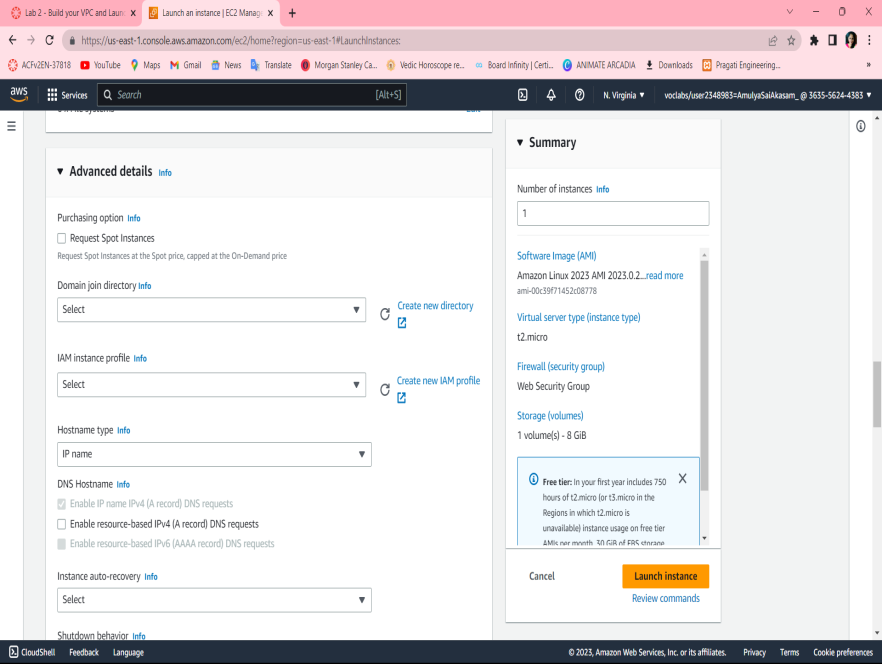 Lab 2 - Build your VPC and Laun
Launch an instance | EC2 Manage
https://us-east-1.console.aws.amazon.com/ec2/home?region=us-east-1#LaunchInstances:
ACFv2EN-37818
YouTube
Maps
Gmail
News
Translate
Morgan Stanley Ca...
Vedic Horoscope re...
Board Infinity | Certi...
ANIMATE ARCADIA
Downloads
Pragati Engineering...
»
aws
Services
Search
[Alt+S]
N. Virginia
voclabs/user2348983=AmulyaSaiAkasam_ @ 3635-5624-4383
Advanced details Info
Purchasing option Info
Request Spot Instances
Request Spot Instances at the Spot price, capped at the On-Demand price
Domain join directory Info
Select
Create new directory
IAM instance profile Info
Select
Create new IAM profile
Hostname type Info
IP name
DNS Hostname Info
Enable IP name IPv4 (A record) DNS requests
Enable resource-based IPv4 (A record) DNS requests
Enable resource-based IPv6 (AAAA record) DNS requests
Instance auto-recovery Info
Select
Shutdown behavior Info
Summary
Number of instances Info
1
Software Image (AMI)
Amazon Linux 2023 AMI 2023.0.2...read more
ami-00c39f71452c08778
Virtual server type (instance type)
t2.micro
Firewall (security group)
Web Security Group
Storage (volumes)
1 volume(s) - 8 GiB
Free tier: In your first year includes 750
hours of t2.micro (or t3.micro in the
Regions in which t2.micro is
unavailable) instance usage on free tier
AMIs per month, 30 GiB of EBS storage,
Cancel
Launch instance
Review commands
CloudShell
Feedback
Language
© 2023, Amazon Web Services, Inc. or its affiliates.
Privacy
Terms
Cookie preferences